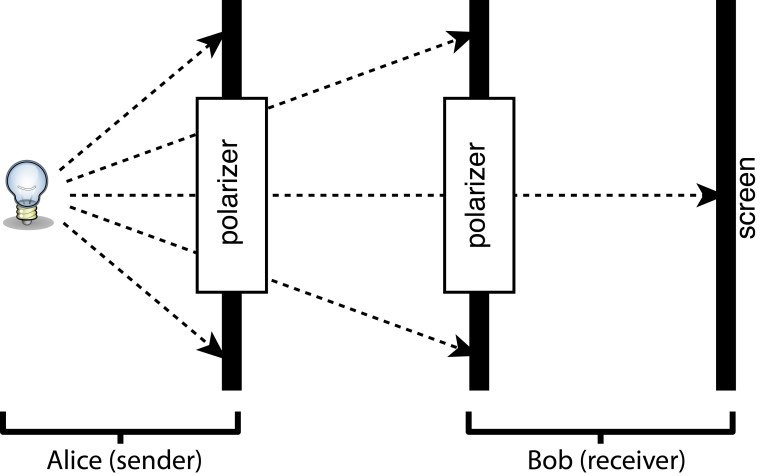 polarizer
polarizer
screen
Alice (sender)
Bob (receiver)